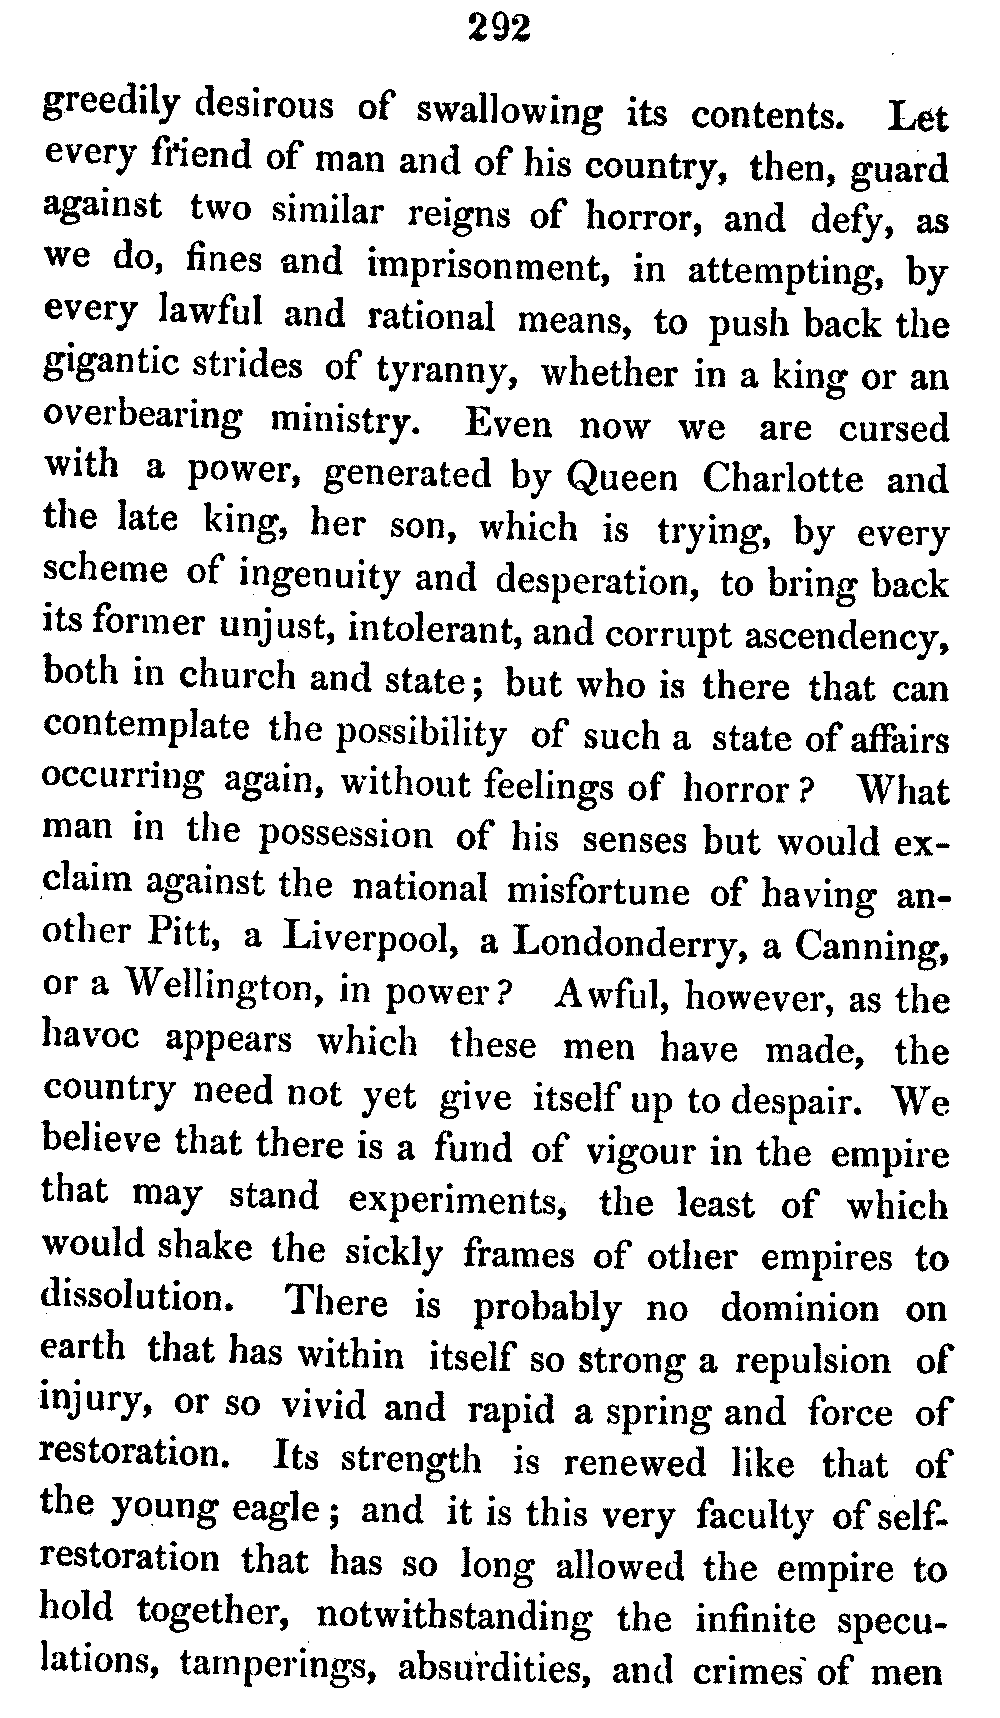 292
greedily desirous of swallowing its contents. Let
every friend of man and of his country, then, guard
against two similar reigns of horror, and defy, as
we do, fines and imprisonment, in attempting, by
every lawful and rational means, to push back the
gigantic strides of tyranny, whether in a king or an
overbearing ministry. Even now we are cursed
with a power, generated by Queen Charlotte and
the late king, her son, which is trying, by every
scheme of ingenuity and desperation, to bring back
its former unjust, intolerant, and corrupt ascendency,
both in church and state; but who is there that can
contemplate the possibility of such a state of affairs
occurring again, without feelings of horror? What
man in the possession of his senses but would ex-
claim against the national misfortune of having an-
other Pitt, a Liverpool, a Londonderry, a Canning,
or a Wellington, in power? Awful, however, as the
havoc appears which these men have made, the
country need not yet give itself up to despair. We
believe that there is a fund of vigour in the empire
that may stand experiments, the least of which
would shake the sickly frames of other empires to
dissolution. There is probably no dominion on
earth that has within itself so strong a repulsion of
injury, or so vivid and rapid a spring and force of
restoration. Its strength is renewed like that of
the young eagle; and it is this very faculty of self-
restoration that has so long allowed the empire to
hold together, notwithstanding the infinite specu-
lations, tamperings, absurdities, and crimes of men